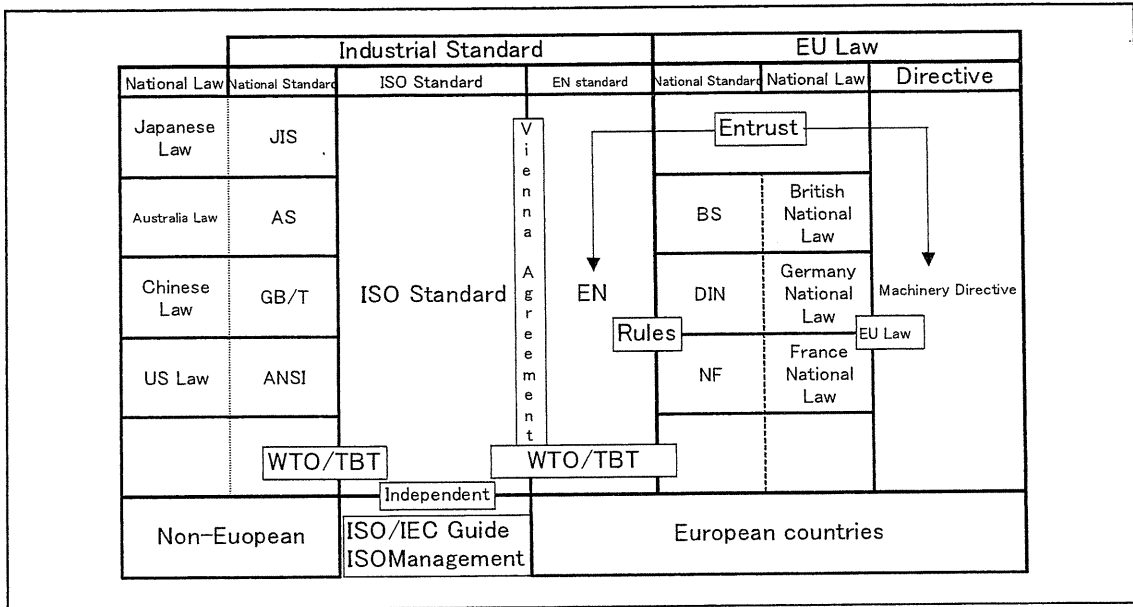 Industrial Standard
EU Law
National Law
National Standard
ISO Standard
EN standard
National Standard
National Law
Directive
Japanese
Law
JIS
Entrust
Australia Law
AS
BS
British
National
Law
Chinese
Law
GB/T
ISO Standard
Vienna Agreement
EN
DIN
Germany
National
Law
Machinery Directive
Rules
EU Law
US Law
ANSI
NF
France
National
Law
WTO/TBT
WTO/TBT
Independent
Non-Euopean
ISO/IEC Guide
ISOManagement
European countries